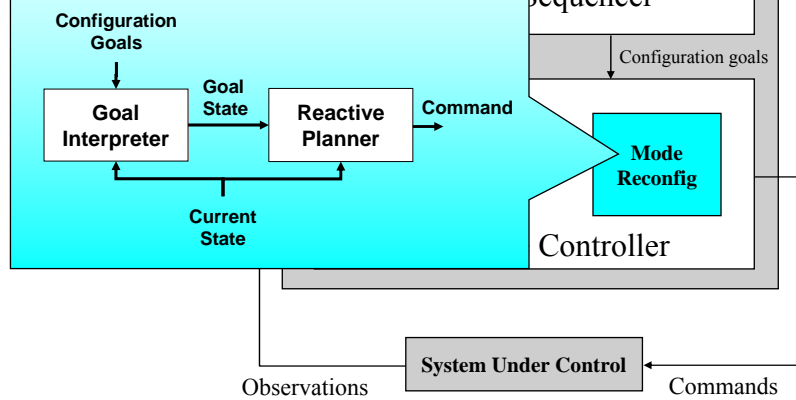 Configuration
Goals
Configuration goals
Goal
State
Goal
Interpreter
Reactive
Planner
Command
Mode
Reconfig
Current
State
Controller
System Under Control
Observations
Commands